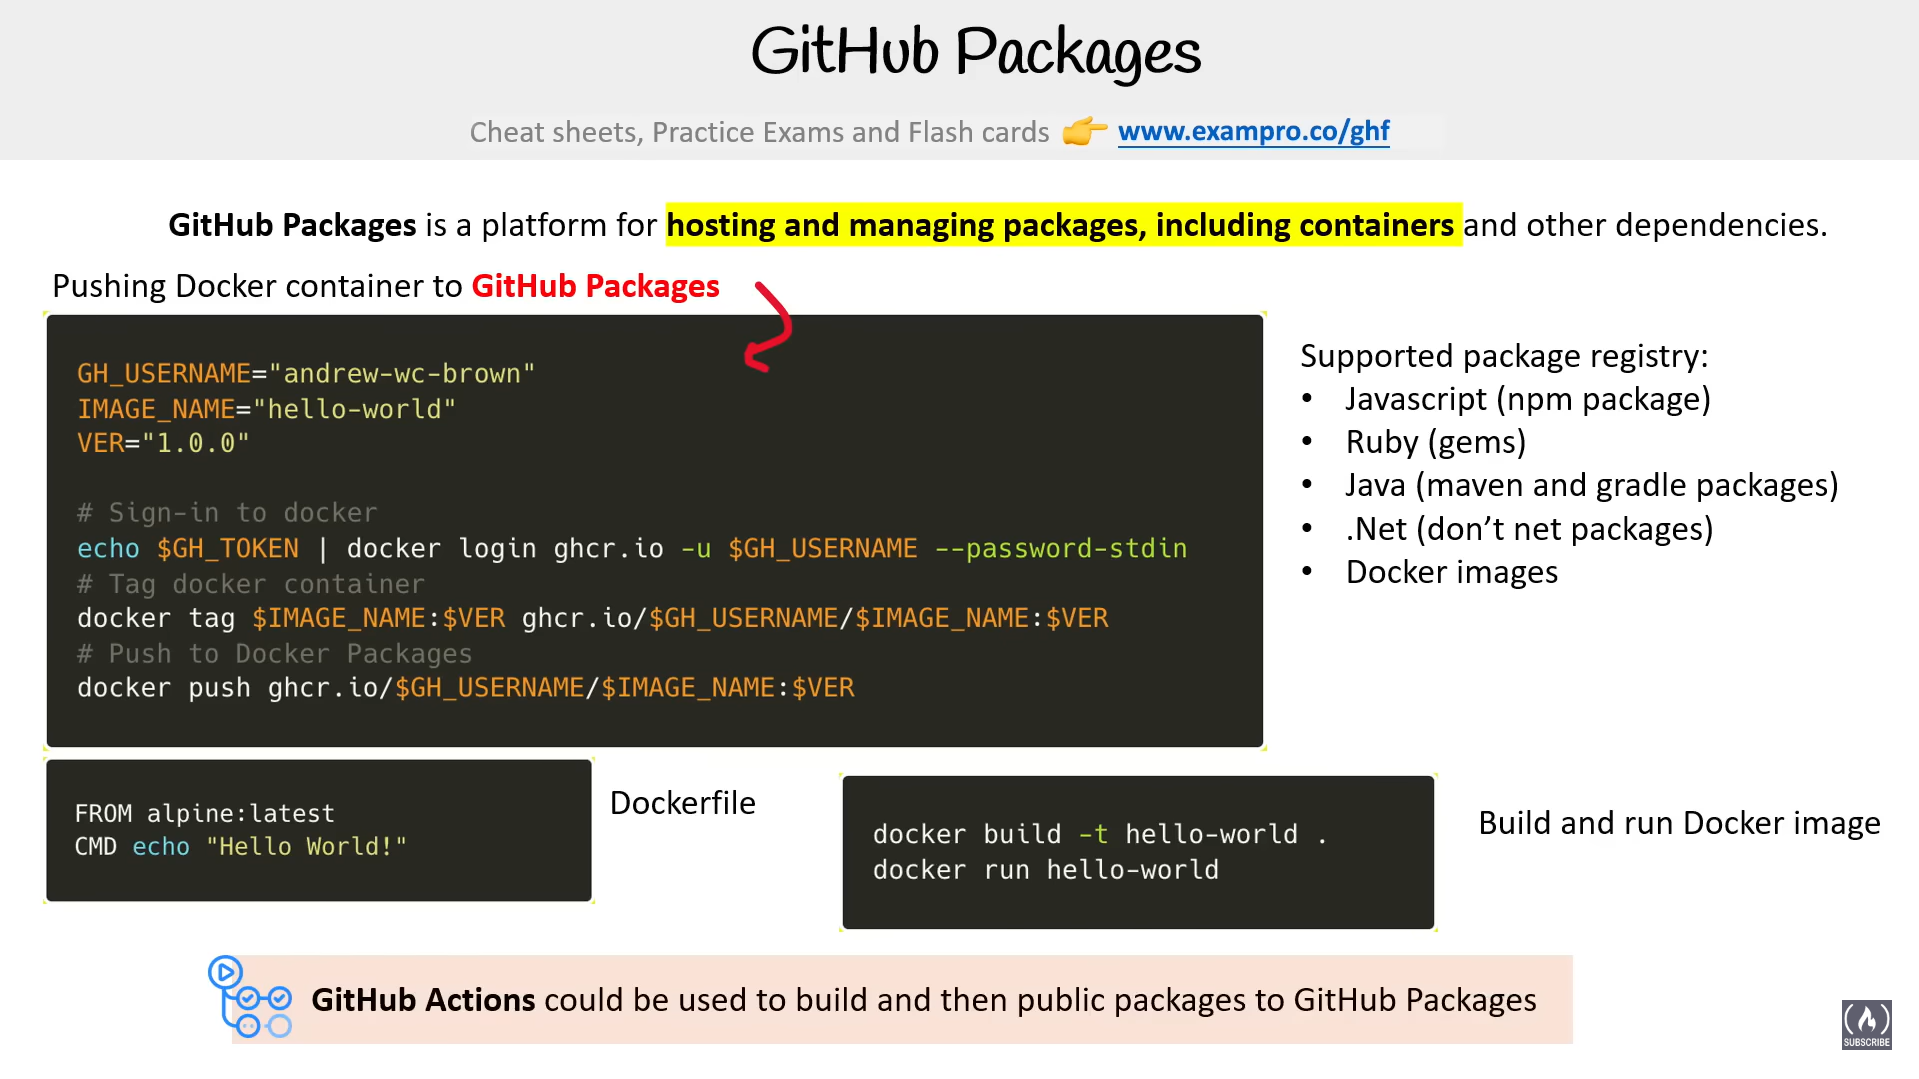 GitHub Packages
Cheat sheets, Practice Exams and Flash cards 👉 www.exampro.co/ghf
GitHub Packages is a platform for hosting and managing packages, including containers and other dependencies.
Pushing Docker container to GitHub Packages
GH_USERNAME="andrew-wc-brown"
IMAGE_NAME="hello-world"
VER="1.0.0"
# Sign-in to docker
echo $GH_TOKEN | docker login ghcr.io -u $GH_USERNAME --password-stdin
# Tag docker container
docker tag $IMAGE_NAME:$VER ghcr.io/$GH_USERNAME/$IMAGE_NAME:$VER
# Push to Docker Packages
docker push ghcr.io/$GH_USERNAME/$IMAGE_NAME:$VER
Supported package registry:
• Javascript (npm package)
• Ruby (gems)
• Java (maven and gradle packages)
• .Net (don’t net packages)
• Docker images
FROM alpine:latest
CMD echo "Hello World!"
Dockerfile
docker build -t hello-world .
docker run hello-world
Build and run Docker image
GitHub Actions could be used to build and then public packages to GitHub Packages
SUBSCRIBE